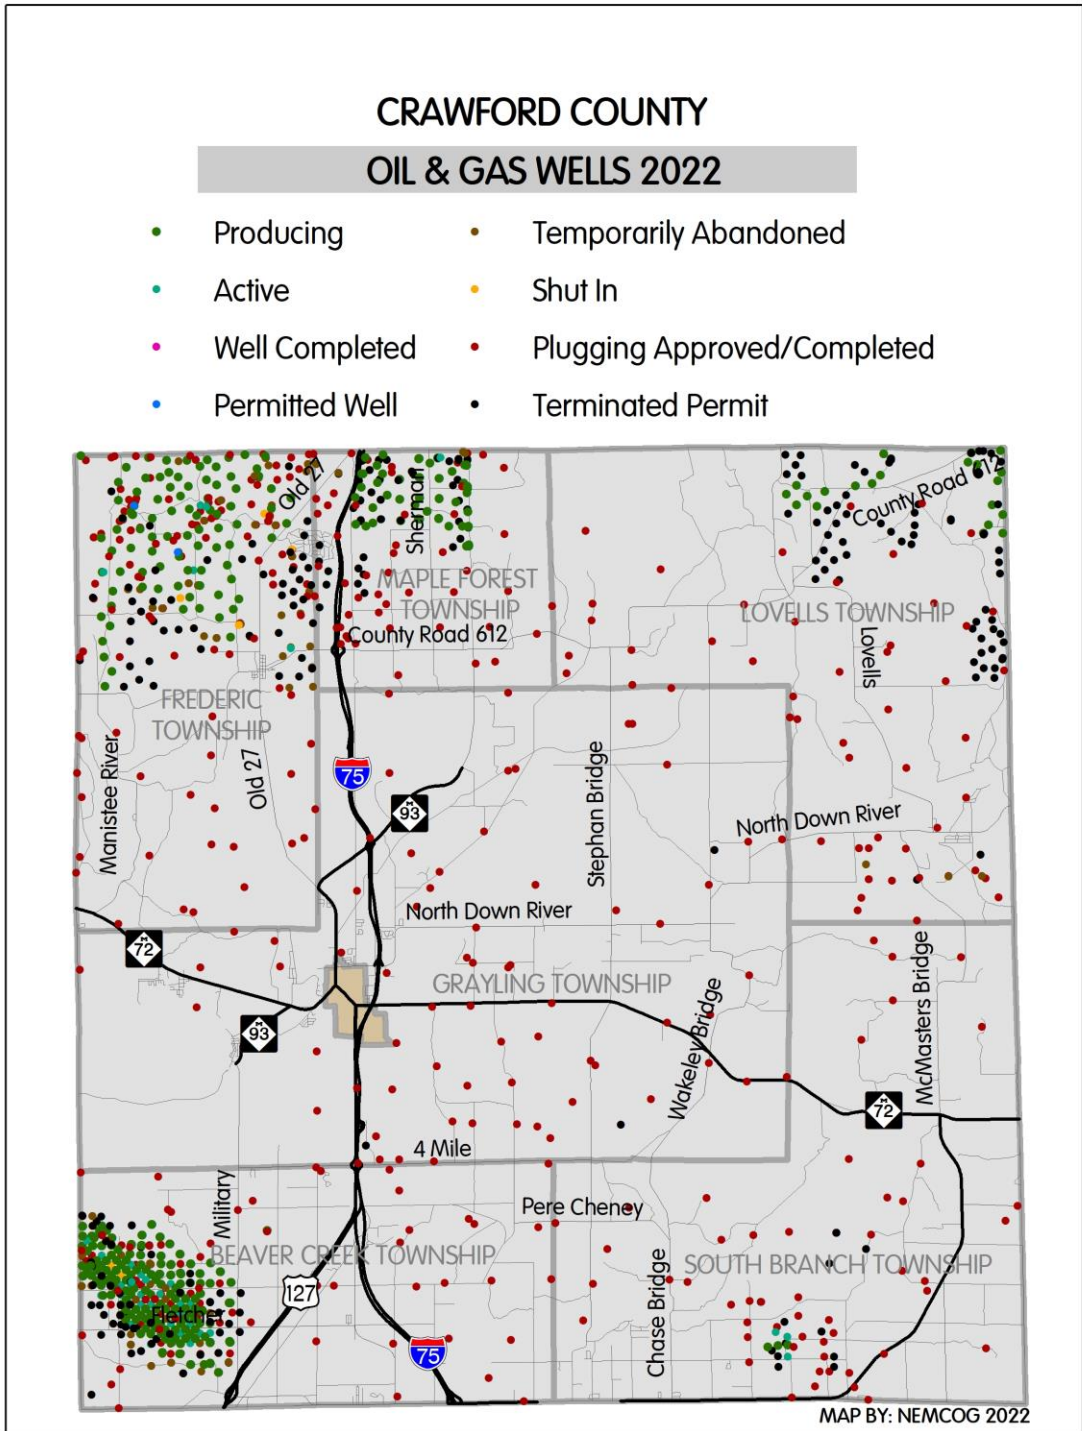 CRAWFORD COUNTY
OIL & GAS WELLS 2022
Producing
Temporarily Abandoned
Active
Shut In
Well Completed
Plugging Approved/Completed
Permitted Well
Terminated Permit
Old 27
Sherman
County Road 612
MAPLE FOREST
TOWNSHIP
County Road 612
LOVELLS TOWNSHIP
Lovells
FREDERIC
TOWNSHIP
Manistee River
Old 27
75
M
93
Stephan Bridge
North Down River
North Down River
M
72
GRAYLING TOWNSHIP
McMasters Bridge
M
93
Wakeley Bridge
M
72
4 Mile
Military
Pere Cheney
BEAVER CREEK TOWNSHIP
SOUTH BRANCH TOWNSHIP
127
Fletcher
Chase Bridge
75
MAP BY: NEMCOG 2022